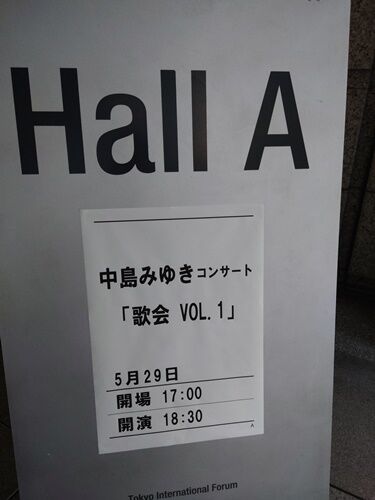 Hall A
中島みゆき コンサート
「歌会 VOL.1」
5月29日
開場 17:00
開演 18:30
A
Tokyo International Forum